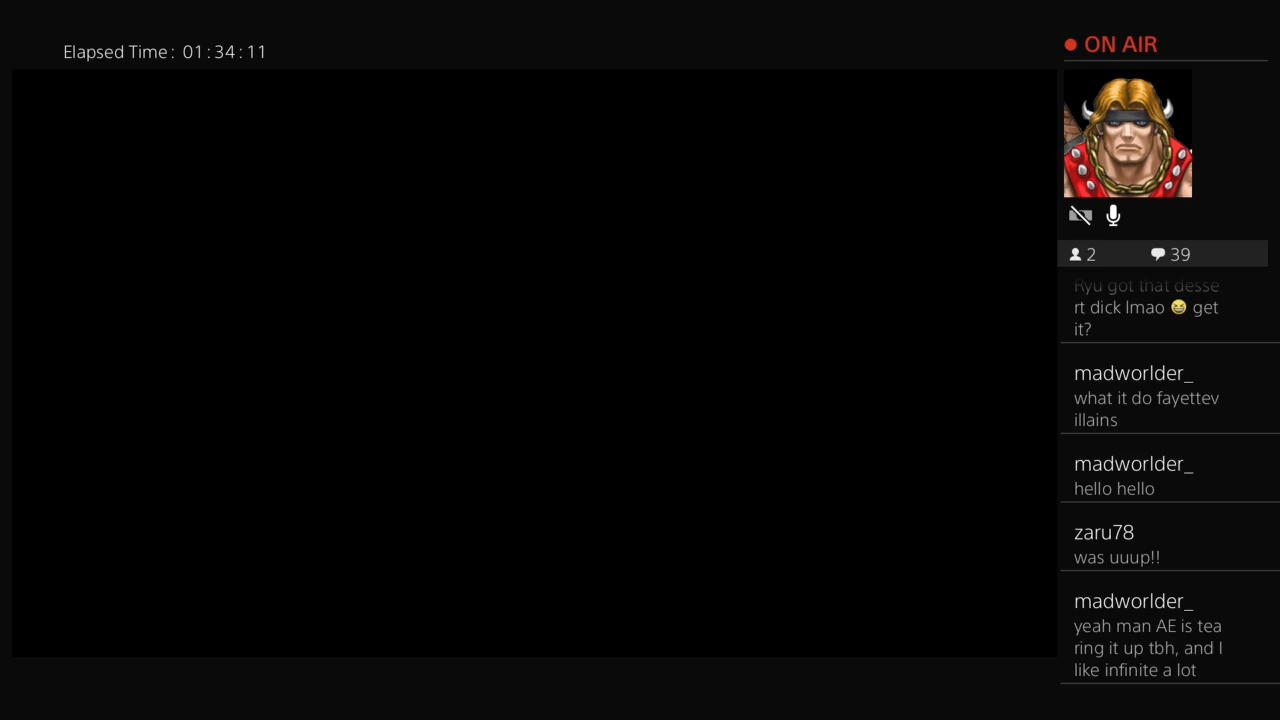 Elapsed Time: 01:34:11
ON AIR
2 39
Ryu got that desse
rt dick lmao 😆 get
it?
madworlder_
what it do fayettev
illains
madworlder_
hello hello
zaru78
was uuup!!
madworlder_
yeah man AE is tea
ring it up tbh, and I
like infinite a lot